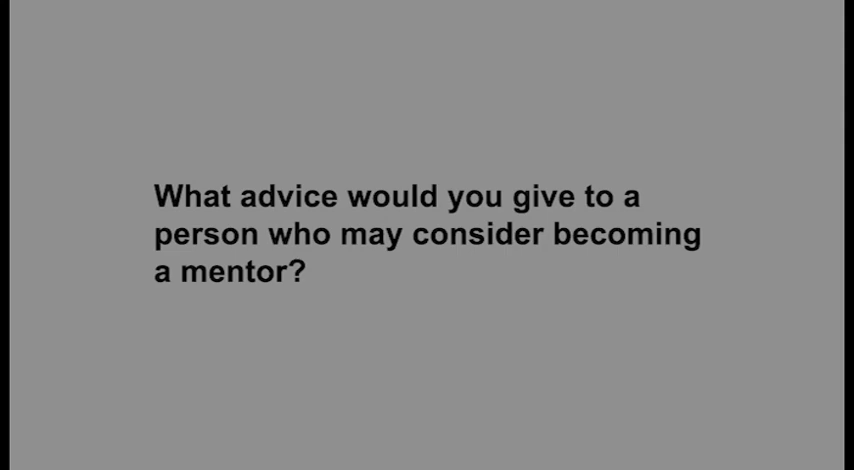 What advice would you give to a
person who may consider becoming
a mentor?